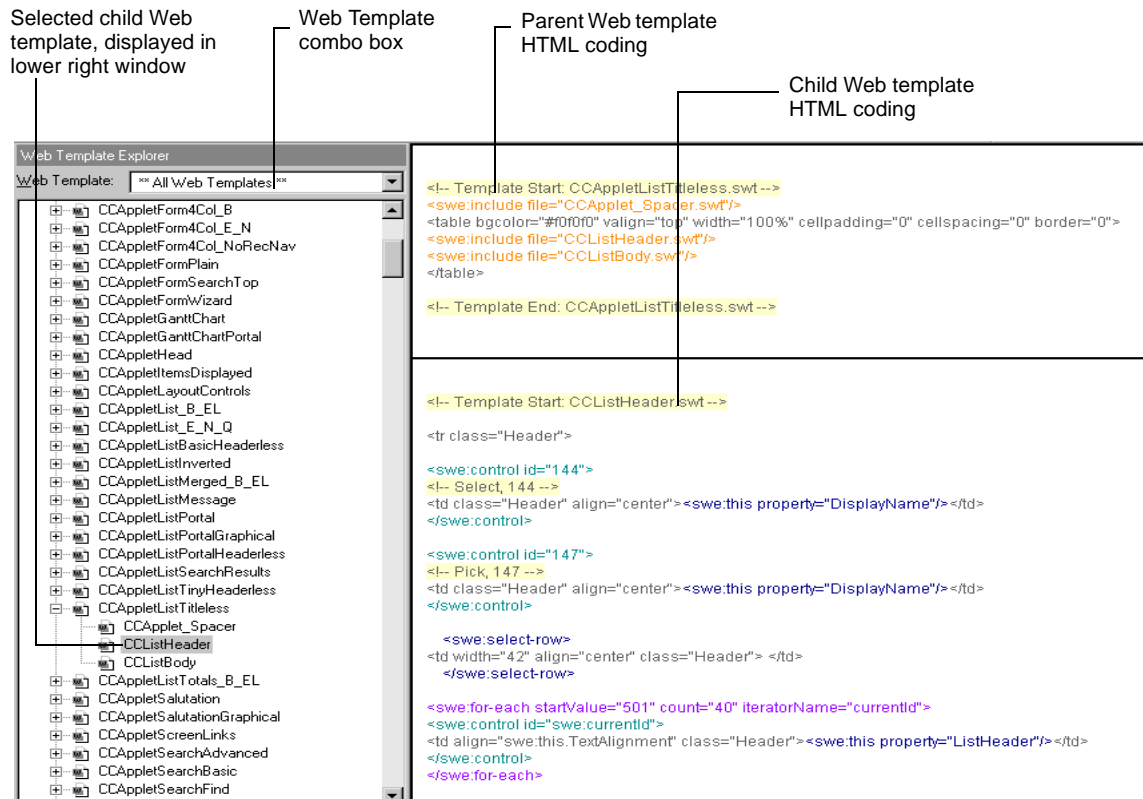 Selected child Web
template, displayed in
lower right window
Web Template
combo box
Parent Web template
HTML coding
Child Web template
HTML coding
Web Template Explorer
Web Template:
** All Web Templates **
CCAppletForm4Col_B
CCAppletForm4Col_E_N
CCAppletForm4Col_NoRecNav
CCAppletFormPlain
CCAppletFormSearchTop
CCAppletFormWizard
CCAppletGanttChart
CCAppletGanttChartPortal
CCAppletHead
CCAppletItemsDisplayed
CCAppletLayoutControls
CCAppletList_B_EL
CCAppletList_E_N_Q
CCAppletListBasicHeaderless
CCAppletListInverted
CCAppletListMerged_B_EL
CCAppletListMessage
CCAppletListPortal
CCAppletListPortalGraphical
CCAppletListPortalHeaderless
CCAppletListSearchResults
CCAppletListTinyHeaderless
CCAppletListTitleless
CCApplet_Spacer
CCListHeader
CCListBody
CCAppletListTotals_B_EL
CCAppletSalutation
CCAppletSalutationGraphical
CCAppletScreenLinks
CCAppletSearchAdvanced
CCAppletSearchBasic
CCAppletSearchFind
<!-- Template Start: CCAppletListTitleless.swt -->
<swe:include file="CCApplet_Spacer.swt"/>
<table bgcolor="#f0f0f0" valign="top" width="100%" cellpadding="0" cellspacing="0" border="0">
<swe:include file="CCListHeader.swt"/>
<swe:include file="CCListBody.swt"/>
</table>
<!-- Template End: CCAppletListTitleless.swt -->
<!-- Template Start: CCListHeader.swt -->
<tr class="Header">
<swe:control id="144">
<!-- Select, 144 -->
<td class="Header" align="center"><swe:this property="DisplayName"/></td>
</swe:control>
<swe:control id="147">
<!-- Pick, 147 -->
<td class="Header" align="center"><swe:this property="DisplayName"/></td>
</swe:control>
<swe:select-row>
<td width="42" align="center" class="Header"> </td>
</swe:select-row>
<swe:for-each startValue="501" count="40" iteratorName="currentId">
<swe:control id="swe:currentId">
<td align="swe:this.TextAlignment" class="Header"><swe:this property="ListHeader"/></td>
</swe:control>
</swe:for-each>